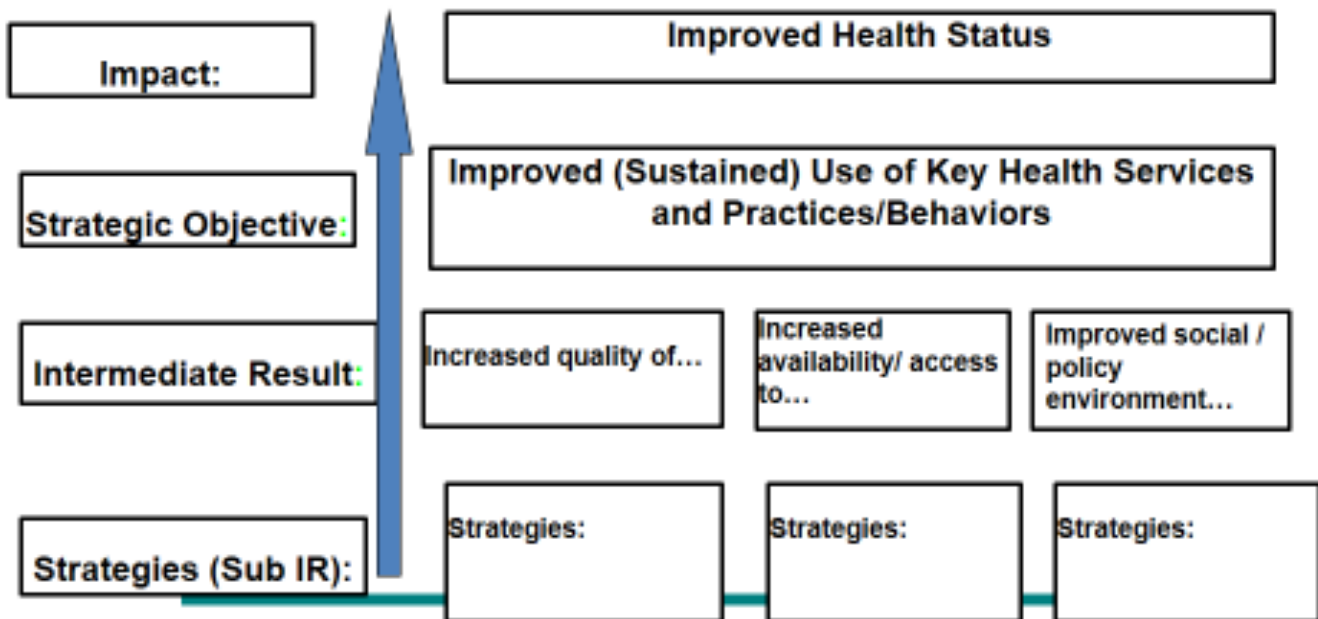 Impact:
Improved Health Status
Strategic Objective:
Improved (Sustained) Use of Key Health Services
and Practices/Behaviors
Intermediate Result:
Increased quality of…
Increased
availability/ access
to…
Improved social /
policy
environment…
Strategies (Sub IR):
Strategies:
Strategies:
Strategies: